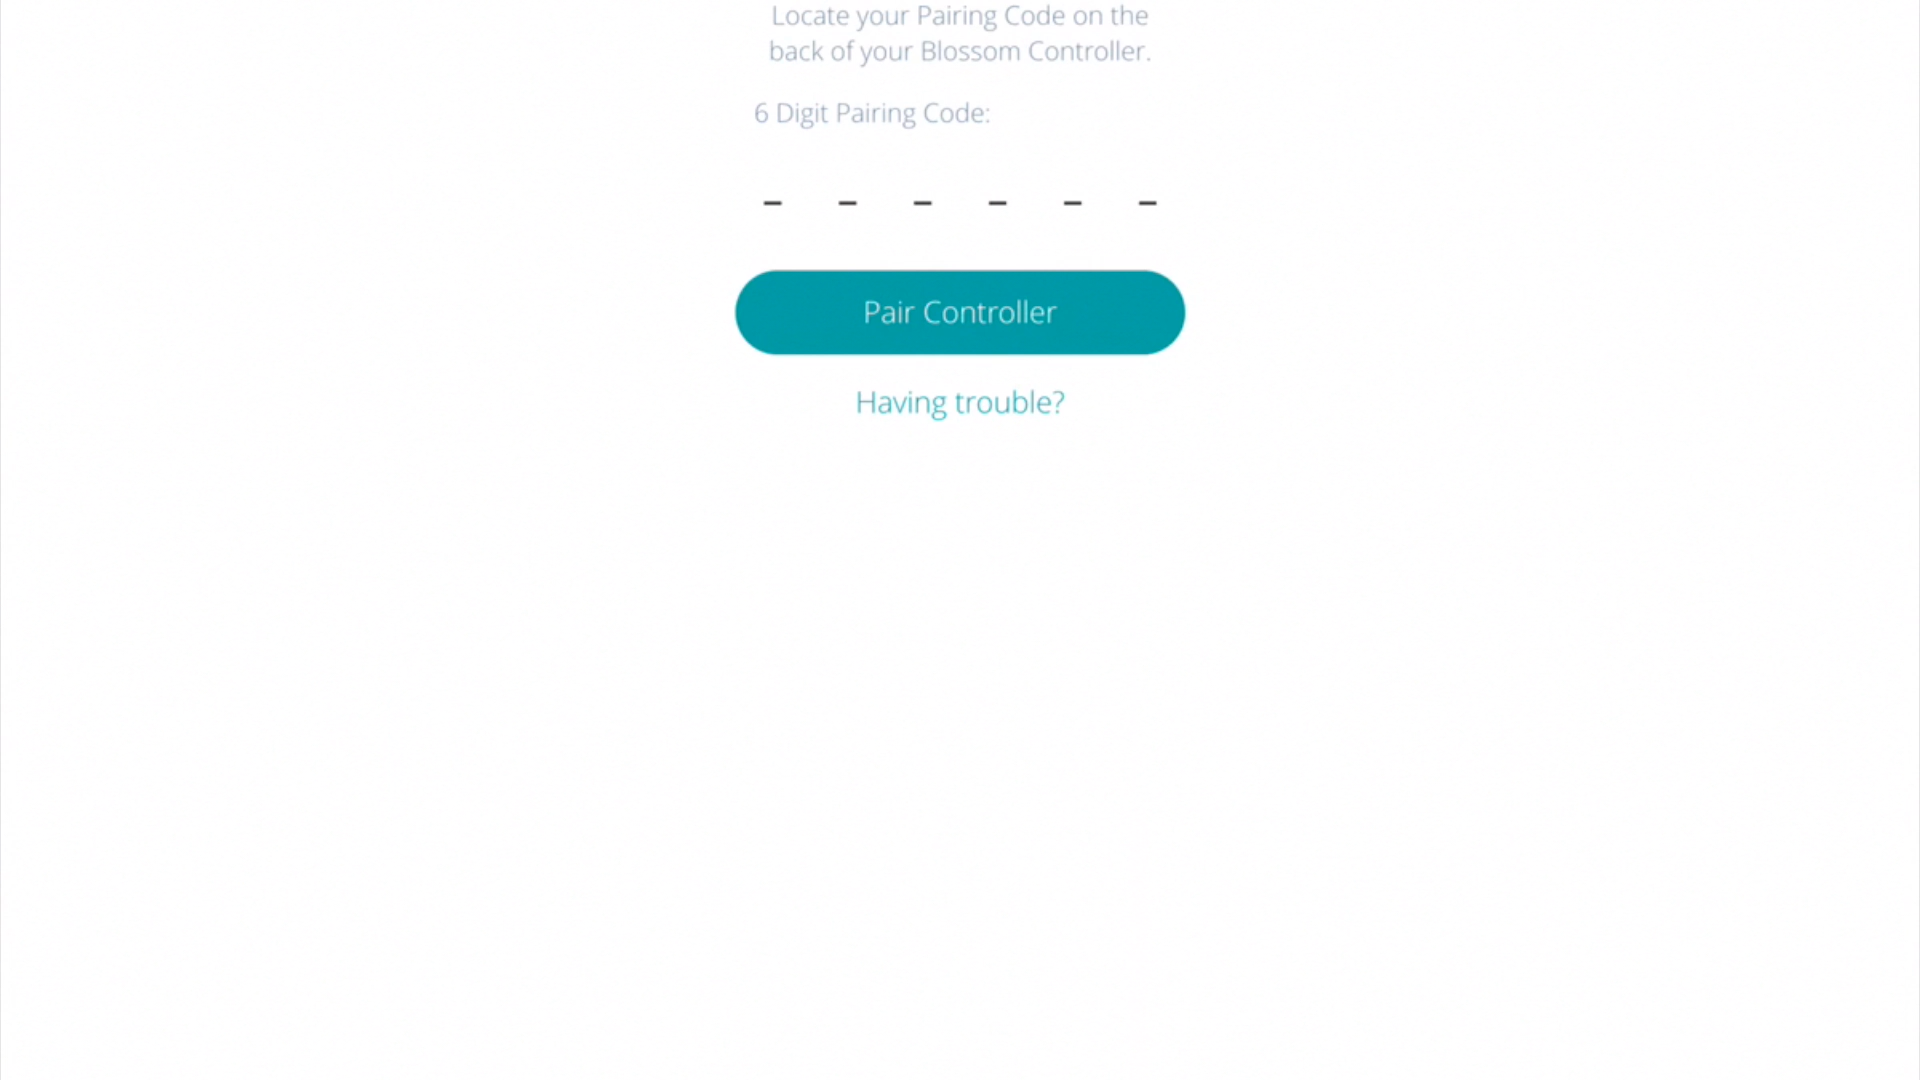 Locate your Pairing Code on the
back of your Blossom Controller.
6 Digit Pairing Code:
_ _ _ _ _ _
Pair Controller
Having trouble?